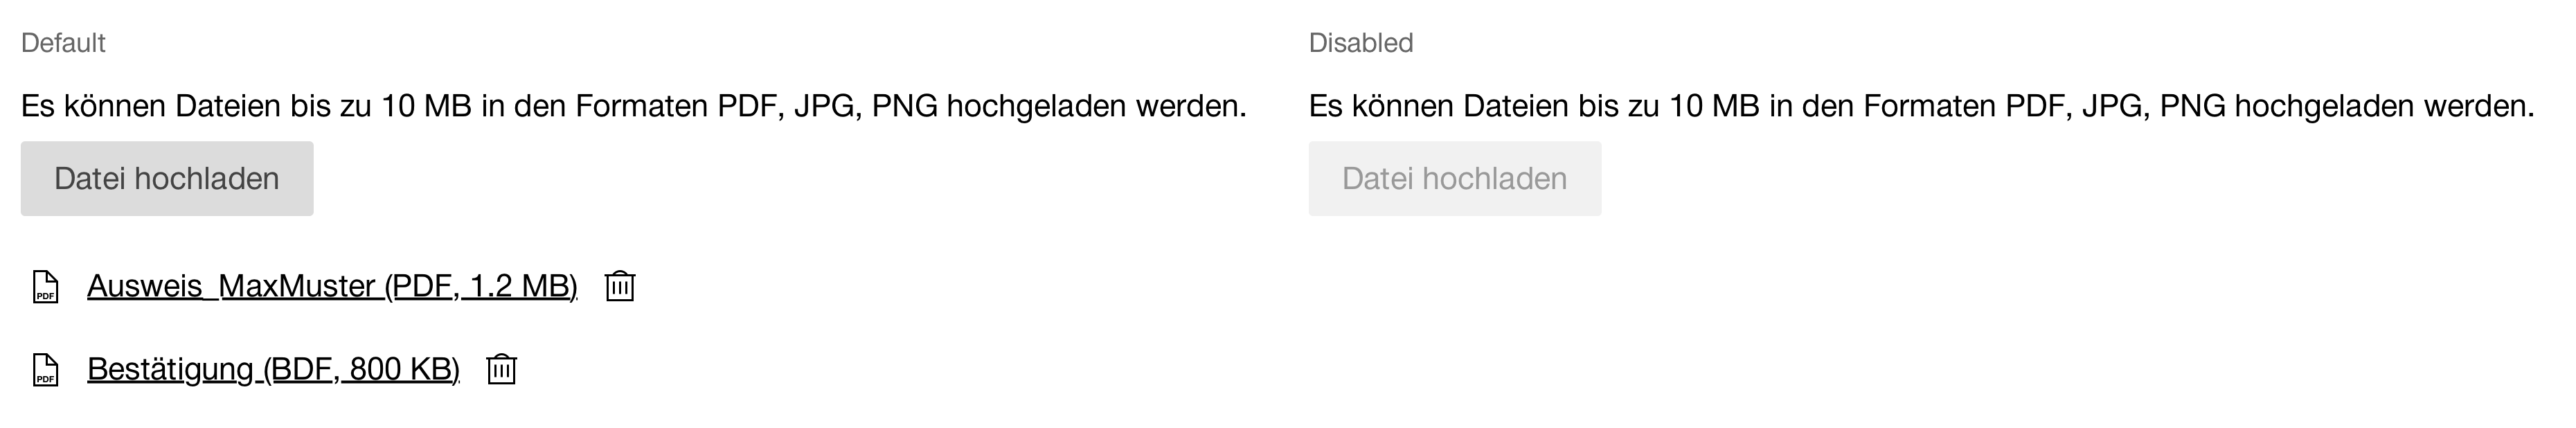 Default
Es können Dateien bis zu 10 MB in den Formaten PDF, JPG, PNG hochgeladen werden.
Datei hochladen
PDF Ausweis_MaxMuster (PDF, 1.2 MB)
PDF Bestätigung (BDF, 800 KB)
Disabled
Es können Dateien bis zu 10 MB in den Formaten PDF, JPG, PNG hochgeladen werden.
Datei hochladen